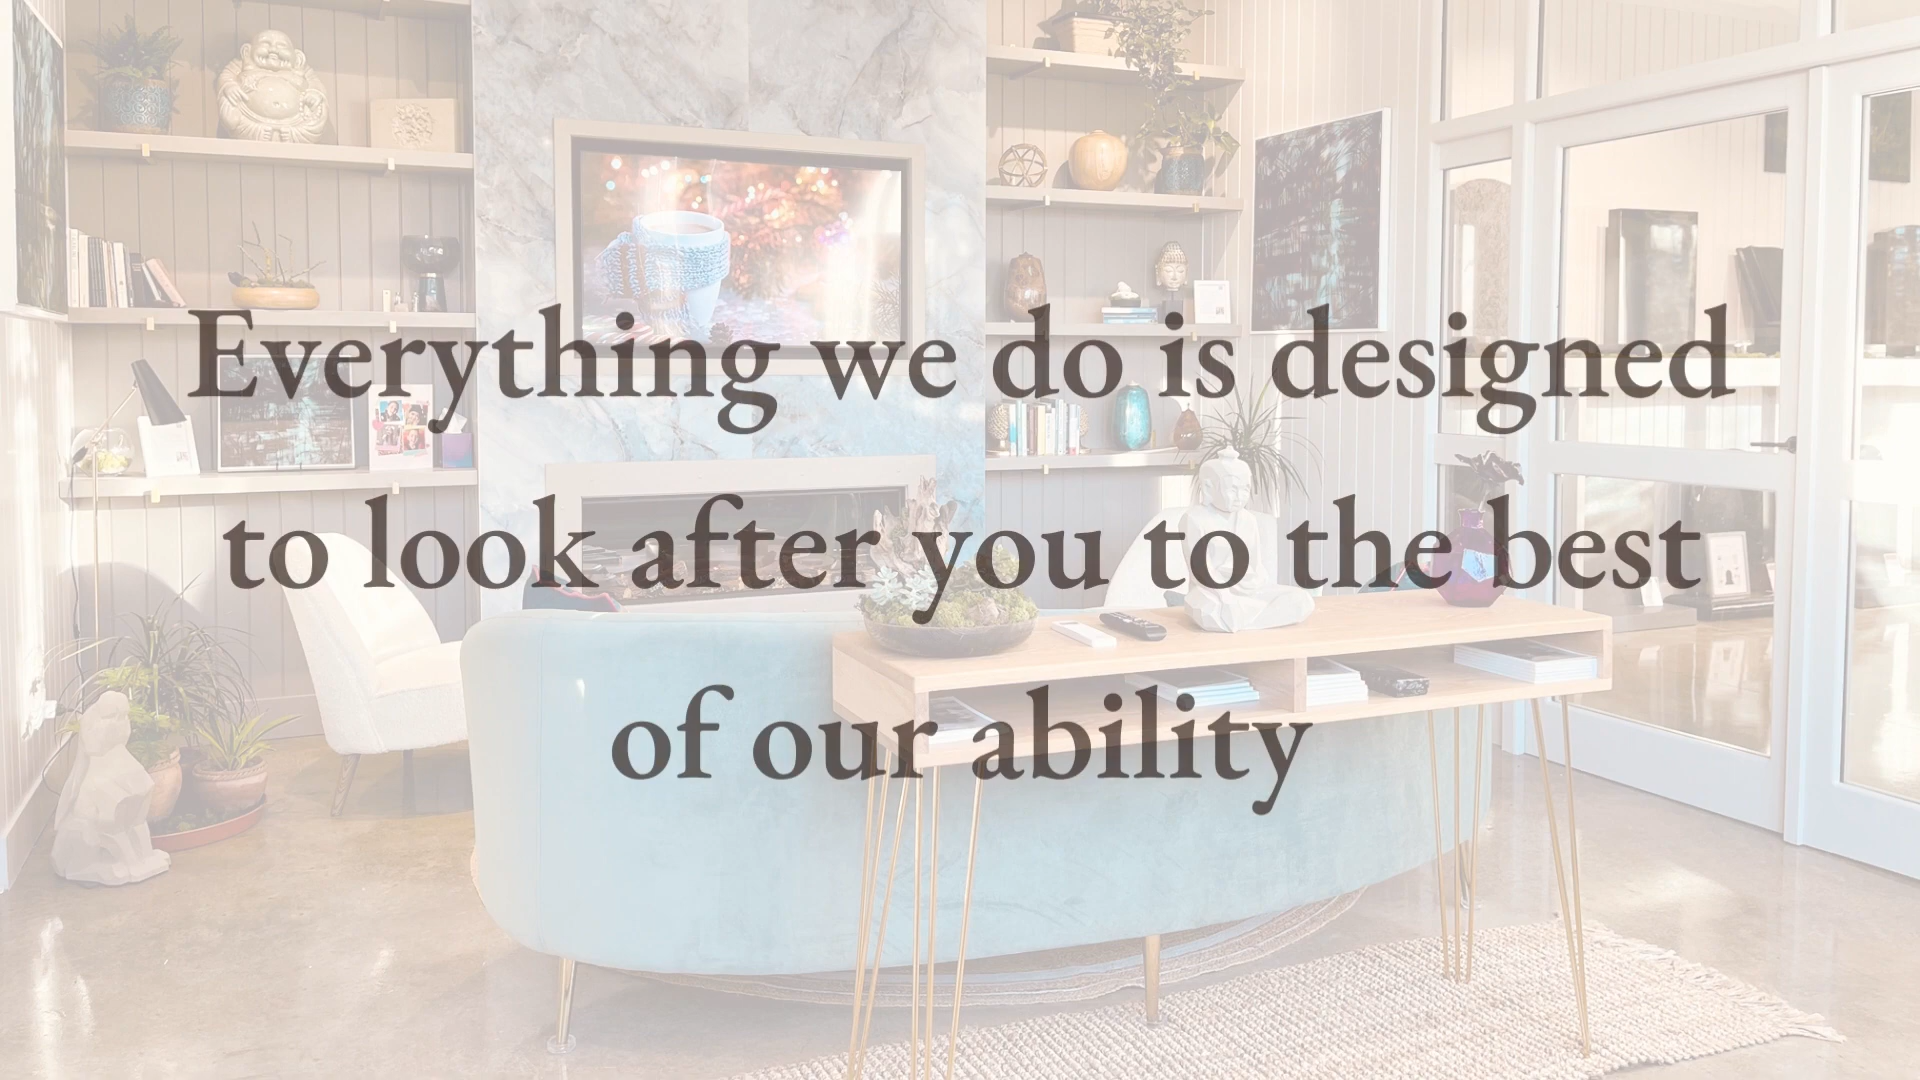 Everything we do is designed
to look after you to the best
of our ability